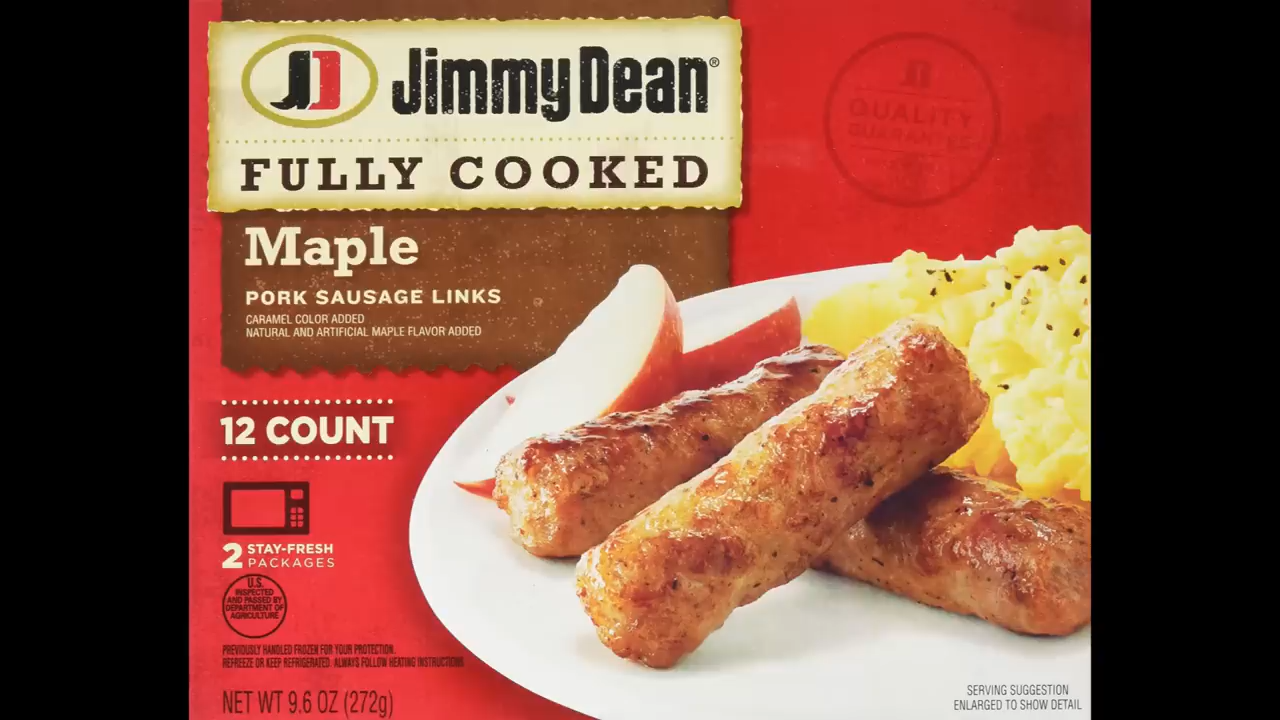 Jimmy Dean®
FULLY COOKED
Maple
PORK SAUSAGE LINKS
CARAMEL COLOR ADDED
NATURAL AND ARTIFICIAL MAPLE FLAVOR ADDED
12 COUNT
2 STAY-FRESH
PACKAGES
U.S.
INSPECTED
AND PASSED BY
DEPARTMENT OF
AGRICULTURE
PREVIOUSLY HANDLED FROZEN FOR YOUR PROTECTION.
REFREEZE OR KEEP REFRIGERATED. ALWAYS FOLLOW HEATING INSTRUCTIONS
NET WT 9.6 OZ (272g)
QUALITY
GUARANTEE
SERVING SUGGESTION
ENLARGED TO SHOW DETAIL